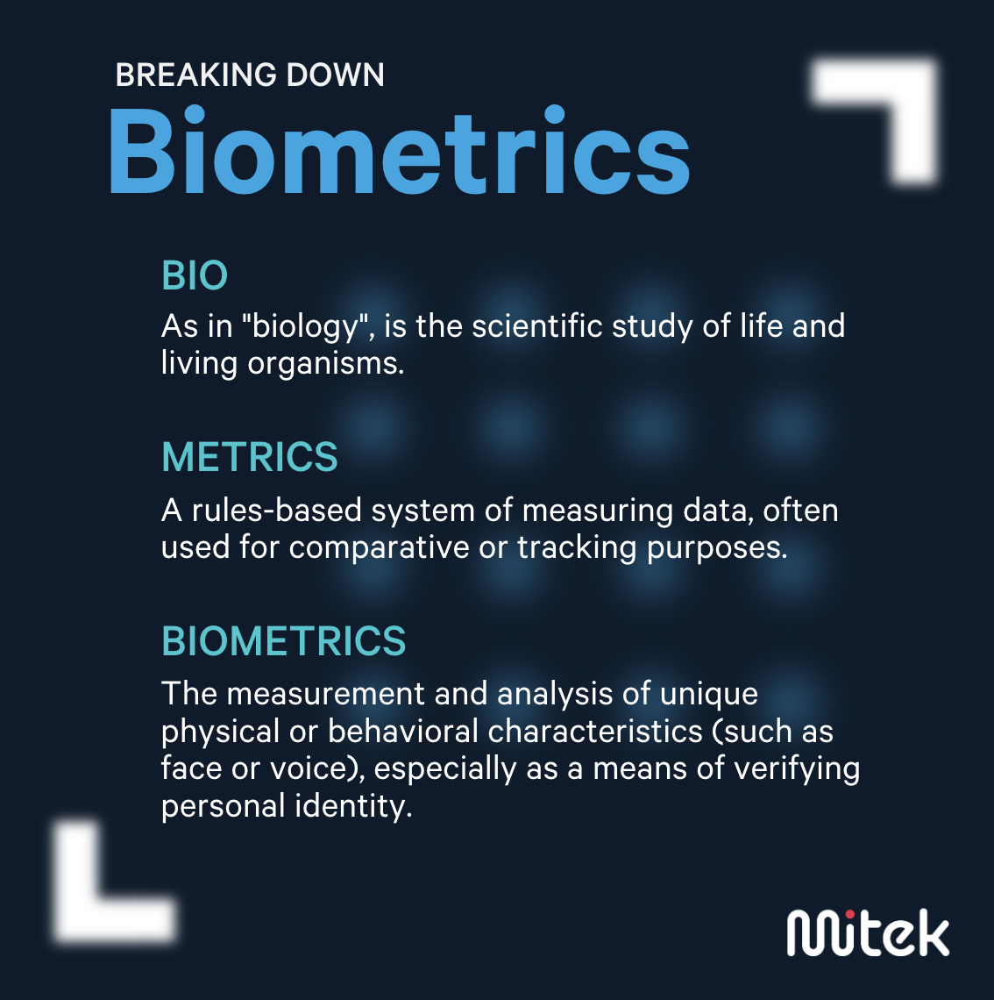 BREAKING DOWN
Biometrics
BIO
As in "biology", is the scientific study of life and
living organisms.
METRICS
A rules-based system of measuring data, often
used for comparative or tracking purposes.
BIOMETRICS
The measurement and analysis of unique
physical or behavioral characteristics (such as
face or voice), especially as a means of verifying
personal identity.
Mitek